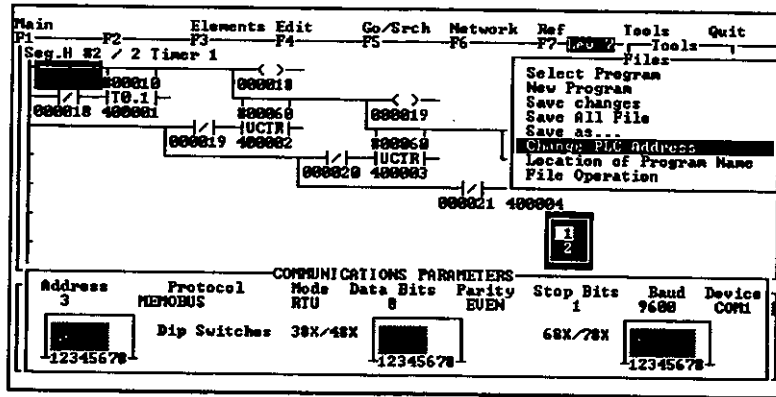 Main Elements Edit Go/Srch Network Ref Tools Quit
F1 F2 F3 F4 F5 F6 F7 Tools
Seg.H #2 / 2 Timer 1
Files
Select Program
New Program
Save changes
Save All File
Save as...
Change PLC Address
Location of Program Name
File Operation
#00010 000018
000018 T0.1 400001
#00060 000019
000019 UCTR 400002
#00060
000020 UCTR 400003
000021 400004
1
2
COMMUNICATIONS PARAMETERS
Address Protocol Mode Data Bits Parity Stop Bits Baud Device
3 MEMOBUS RTU 8 EVEN 1 9600 COM1
Dip Switches 38X/48X 68X/78X
12345678 12345678 12345678